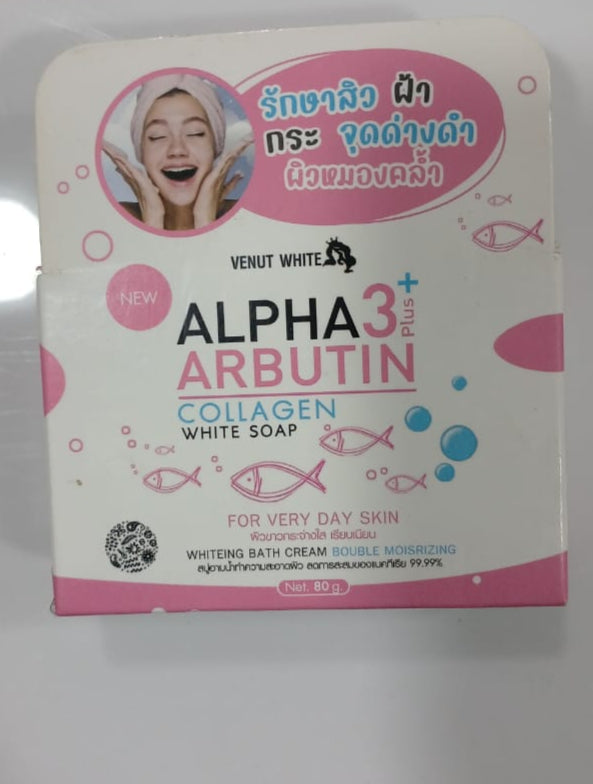 รักษาสิว ฝ้า
กระ จุดด่างดำ
ผิวหมองคล้ำ
VENUT WHITE
NEW
ALPHA 3 Plus+
ARBUTIN
COLLAGEN
WHITE SOAP
FOR VERY DAY SKIN
ผิวขาวกระจ่างใส เรียบเนียน
WHITEING BATH CREAM BOUBLE MOISRIZING
สบู่อาบน้ำทำความสะอาดผิว ลดการสะสมของแบคทีเรีย 99.99%
Net. 80 g.